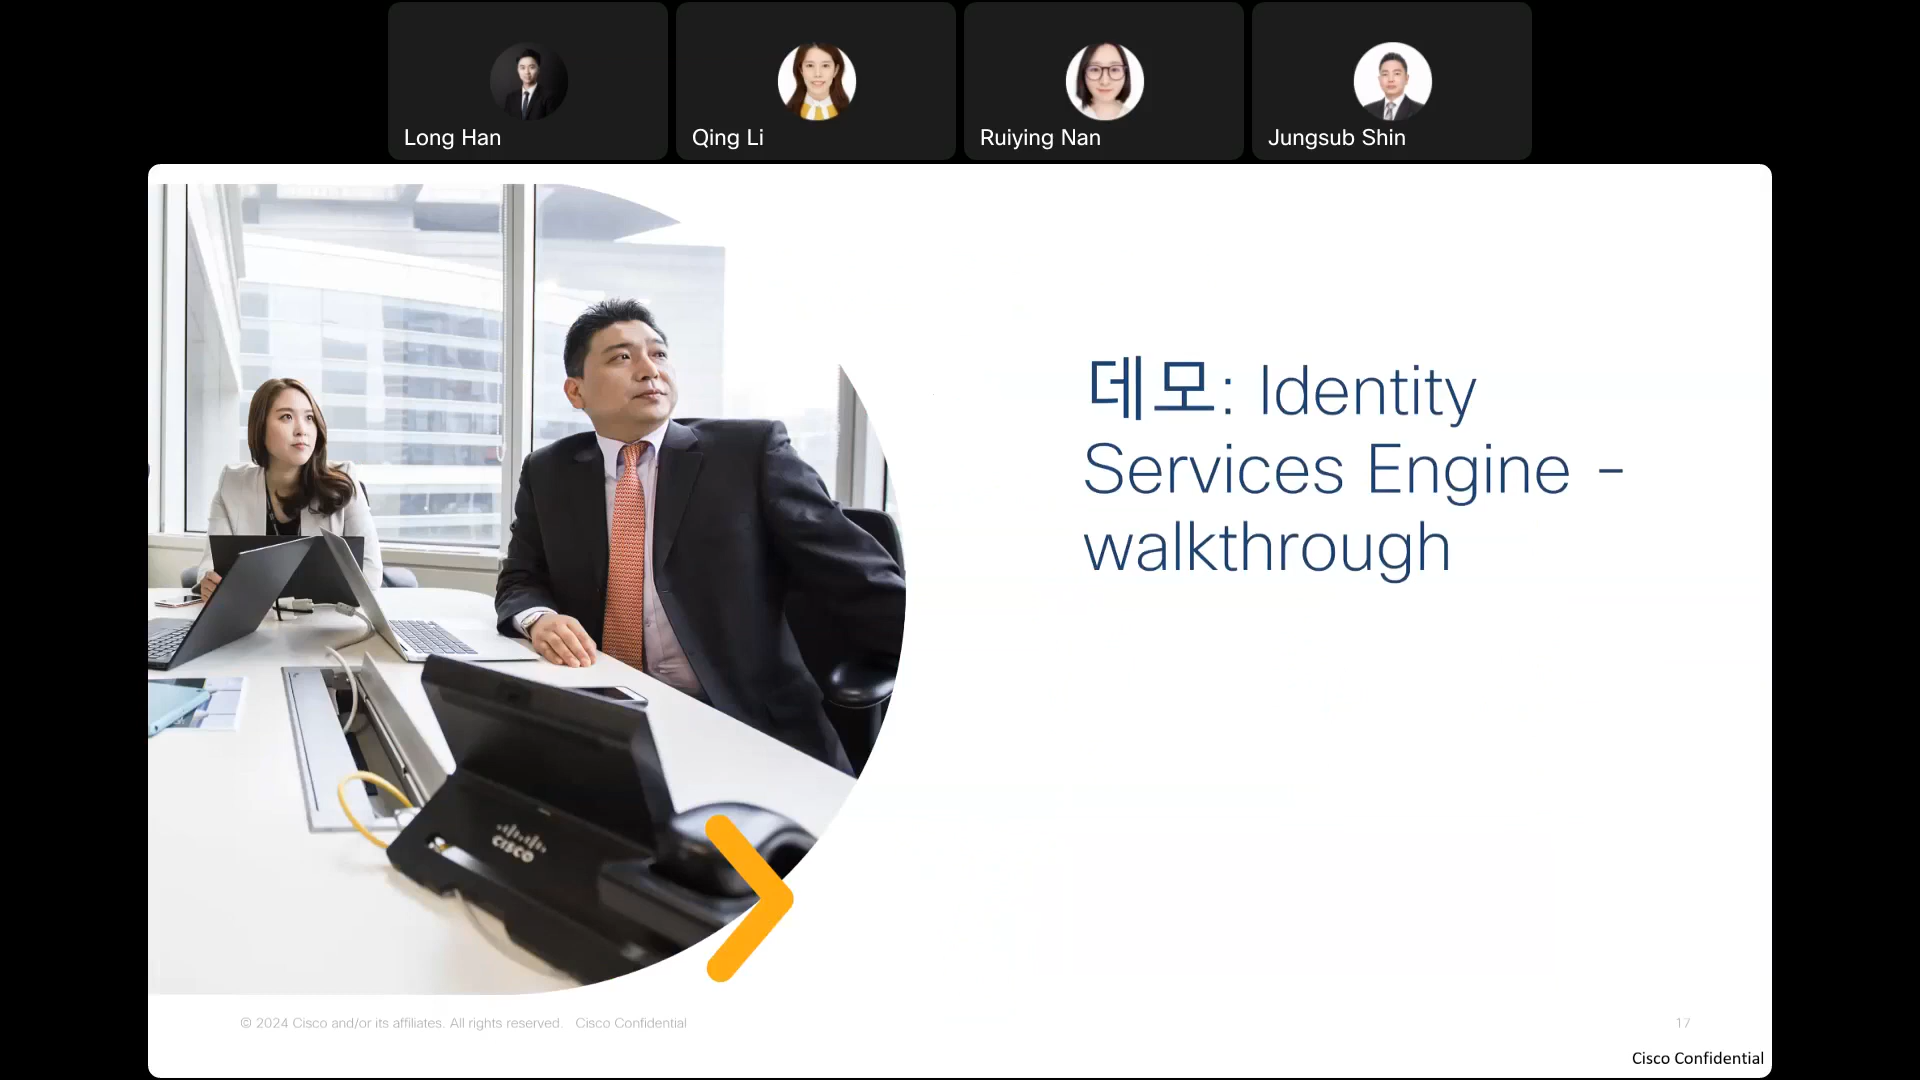 Long Han
Qing Li
Ruiying Nan
Jungsub Shin
데모: Identity
Services Engine -
walkthrough
CISCO
© 2024 Cisco and/or its affiliates. All rights reserved. Cisco Confidential
17
Cisco Confidential